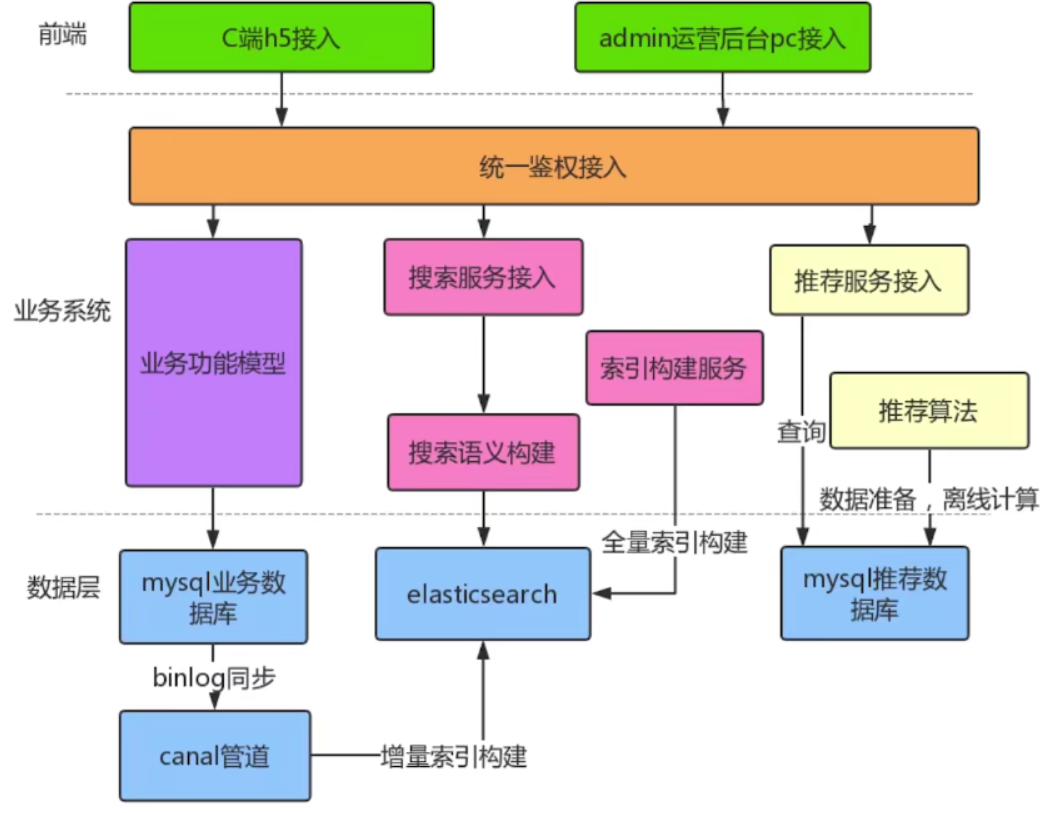 前端
C端h5接入
admin运营后台pc接入
统一鉴权接入
业务系统
业务功能模型
搜索服务接入
推荐服务接入
索引构建服务
推荐算法
查询
搜索语义构建
数据准备，离线计算
数据层
mysql业务数
据库
elasticsearch
全量索引构建
mysql推荐数
据库
binlog同步
canal管道
增量索引构建